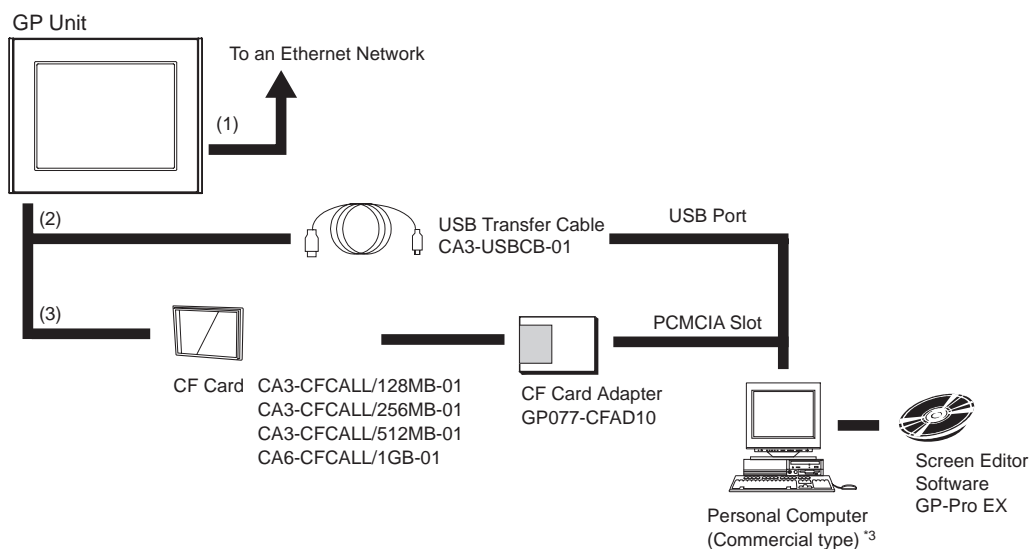 GP Unit
To an Ethernet Network
(1)
(2)
USB Transfer Cable
CA3-USBCB-01
USB Port
(3)
PCMCIA Slot
CF Card
CA3-CFCALL/128MB-01
CA3-CFCALL/256MB-01
CA3-CFCALL/512MB-01
CA6-CFCALL/1GB-01
CF Card Adapter
GP077-CFAD10
Screen Editor
Software
GP-Pro EX
Personal Computer
(Commercial type) *3